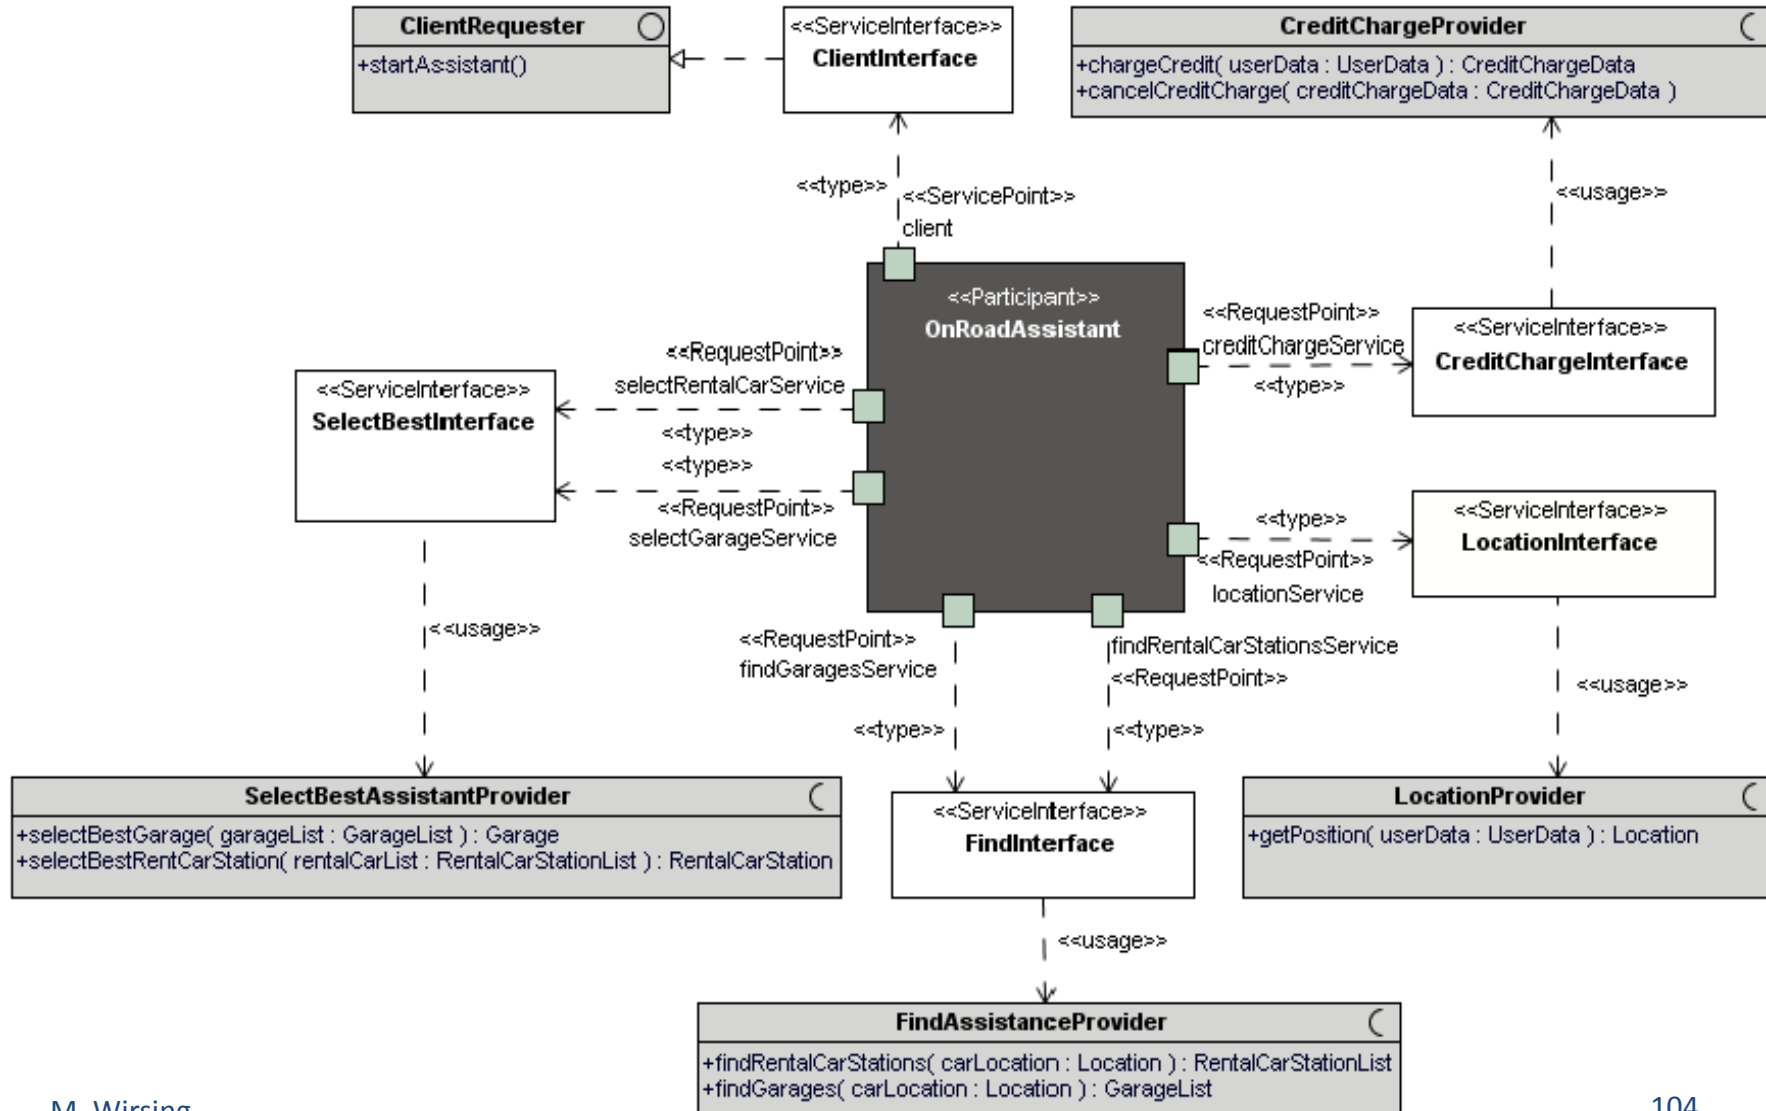 ClientRequester
+startAssistant()
<<ServiceInterface>>
ClientInterface
CreditChargeProvider
+chargeCredit( userData : UserData ) : CreditChargeData
+cancelCreditCharge( creditChargeData : CreditChargeData )
<<type>>
<<ServicePoint>>
client
<<usage>>
<<Participant>>
OnRoadAssistant
<<RequestPoint>>
creditChargeService
<<type>>
<<ServiceInterface>>
CreditChargeInterface
<<RequestPoint>>
selectRentalCarService
<<type>>
<<ServiceInterface>>
SelectBestInterface
<<type>>
<<RequestPoint>>
selectGarageService
<<type>>
<<RequestPoint>>
locationService
<<ServiceInterface>>
LocationInterface
<<usage>>
<<RequestPoint>>
findGaragesService
<<type>>
findRentalCarStationsService
<<RequestPoint>>
<<type>>
<<usage>>
SelectBestAssistantProvider
+selectBestGarage( garageList : GarageList ) : Garage
+selectBestRentCarStation( rentalCarList : RentalCarStationList ) : RentalCarStation
<<ServiceInterface>>
FindInterface
LocationProvider
+getPosition( userData : UserData ) : Location
<<usage>>
FindAssistanceProvider
+findRentalCarStations( carLocation : Location ) : RentalCarStationList
+findGarages( carLocation : Location ) : GarageList
M. Wirsing
104